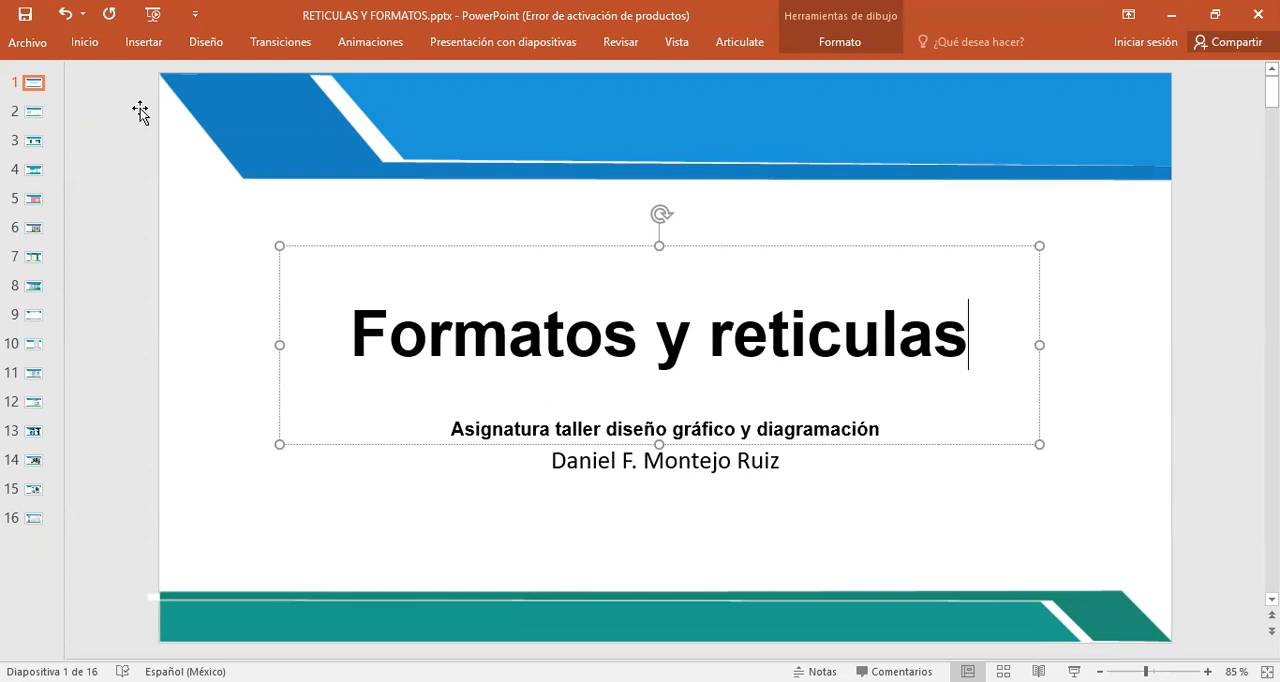 RETICULAS Y FORMATOS.pptx - PowerPoint (Error de activación de productos)
Herramientas de dibujo
Archivo Inicio Insertar Diseño Transiciones Animaciones Presentación con diapositivas Revisar Vista Articulate Formato ¿Qué desea hacer? Iniciar sesión Compartir
1
2
3
4
5
6
7
8
9
10
11
12
13
14
15
16
Formatos y reticulas
Asignatura taller diseño gráfico y diagramación
Daniel F. Montejo Ruiz
Diapositiva 1 de 16 Español (México) Notas Comentarios 85 %